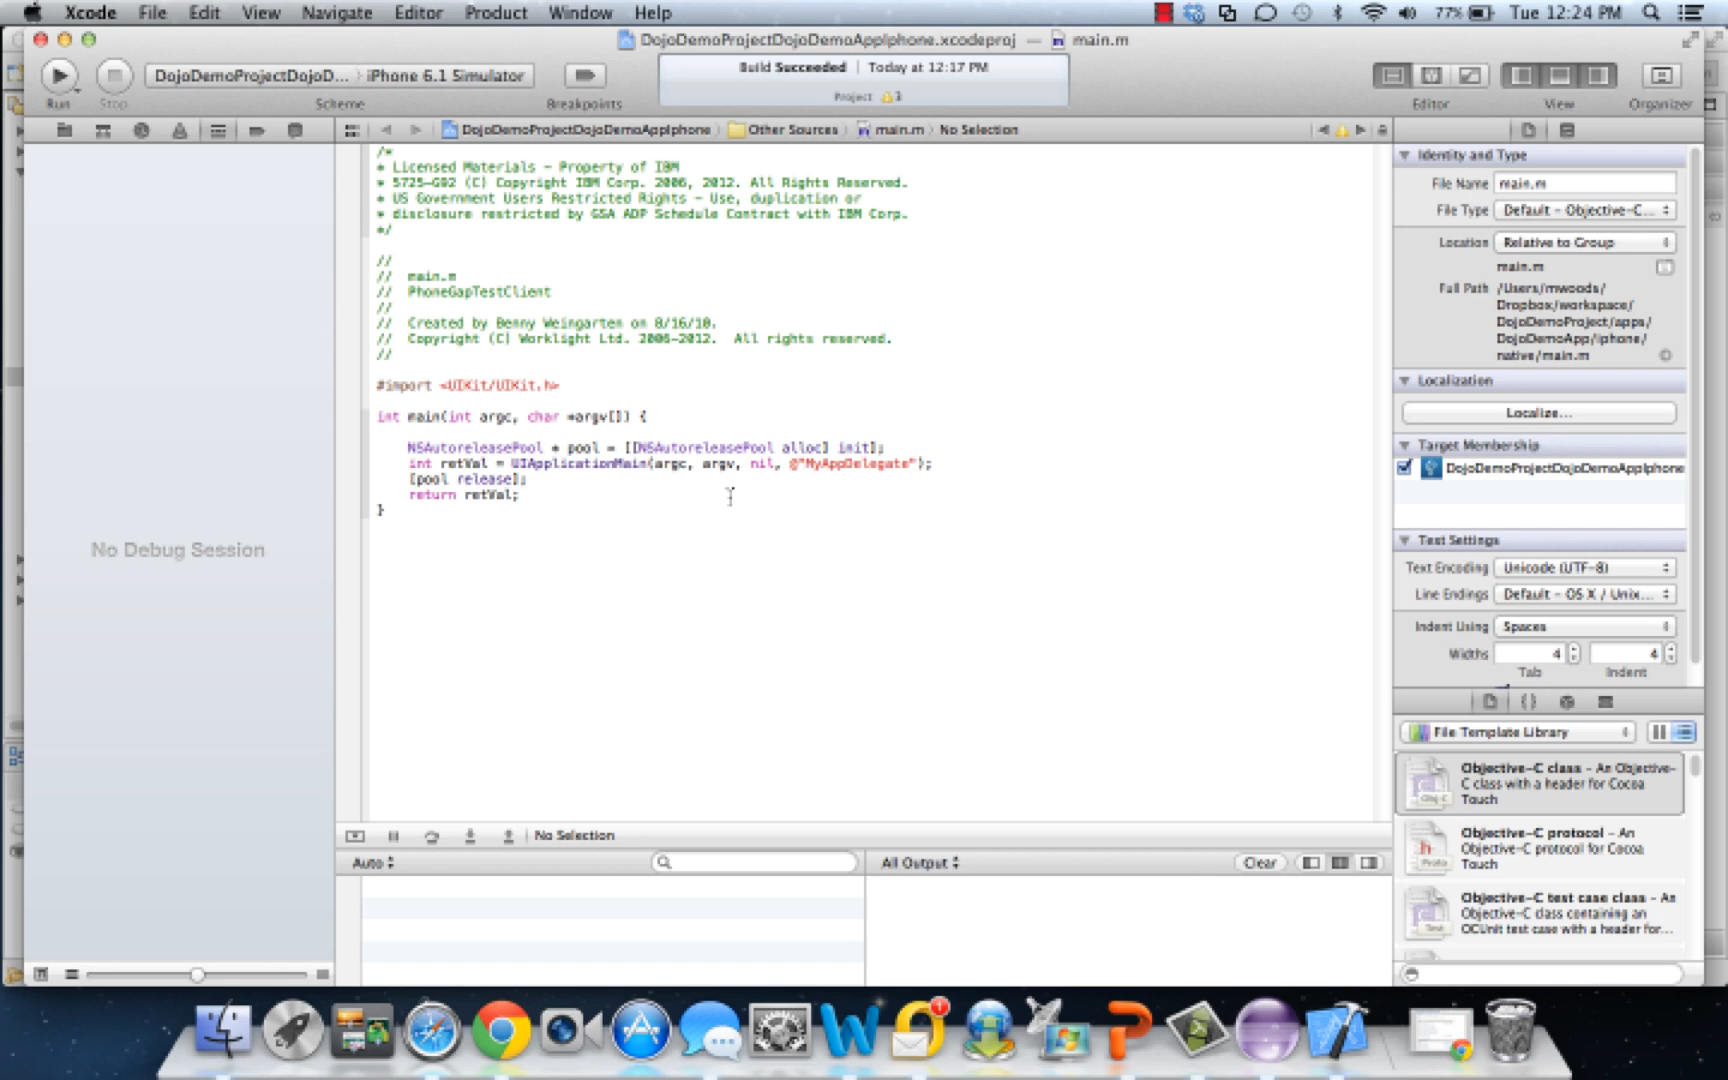 Xcode File Edit View Navigate Editor Product Window Help 77% Tue 12:24 PM
DojoDemoProjectDojoDemoAppIphone.xcodeproj — main.m
DojoDemoProjectDojoD... iPhone 6.1 Simulator
Build Succeeded | Today at 12:17 PM
Project 3
Run Stop Scheme Breakpoints Editor View Organizer
DojoDemoProjectDojoDemoAppIphone Other Sources main.m No Selection
/*
* Licensed Materials - Property of IBM
* 5725-G92 (C) Copyright IBM Corp. 2006, 2012. All Rights Reserved.
* US Government Users Restricted Rights - Use, duplication or
* disclosure restricted by GSA ADP Schedule Contract with IBM Corp.
*/
//
// main.m
// PhoneGapTestClient
//
// Created by Benny Weingarten on 8/16/10.
// Copyright (C) Worklight Ltd. 2006-2012. All rights reserved.
//
#import <UIKit/UIKit.h>
int main(int argc, char *argv[]) {
NSAutoreleasePool * pool = [[NSAutoreleasePool alloc] init];
int retVal = UIApplicationMain(argc, argv, nil, @"MyAppDelegate");
[pool release];
return retVal;
}
No Debug Session
No Selection
Auto
All Output
Clear
Identity and Type
File Name main.m
File Type Default - Objective-C...
Location Relative to Group
main.m
Full Path /Users/mwoods/
Dropbox/workspace/
DojoDemoProject/apps/
DojoDemoApp/iphone/
native/main.m
Localization
Localize...
Target Membership
DojoDemoProjectDojoDemoAppIphone
Text Settings
Text Encoding Unicode (UTF-8)
Line Endings Default - OS X / Unix...
Indent Using Spaces
Widths 4 4
Tab Indent
File Template Library
Objective-C class - An Objective-
C class with a header for Cocoa
Touch
Objective-C protocol - An
Objective-C protocol for Cocoa
Touch
Objective-C test case class - An
Objective-C class containing an
OCUnit test case with a header for...
Obj-C
h
Proto
Test
1